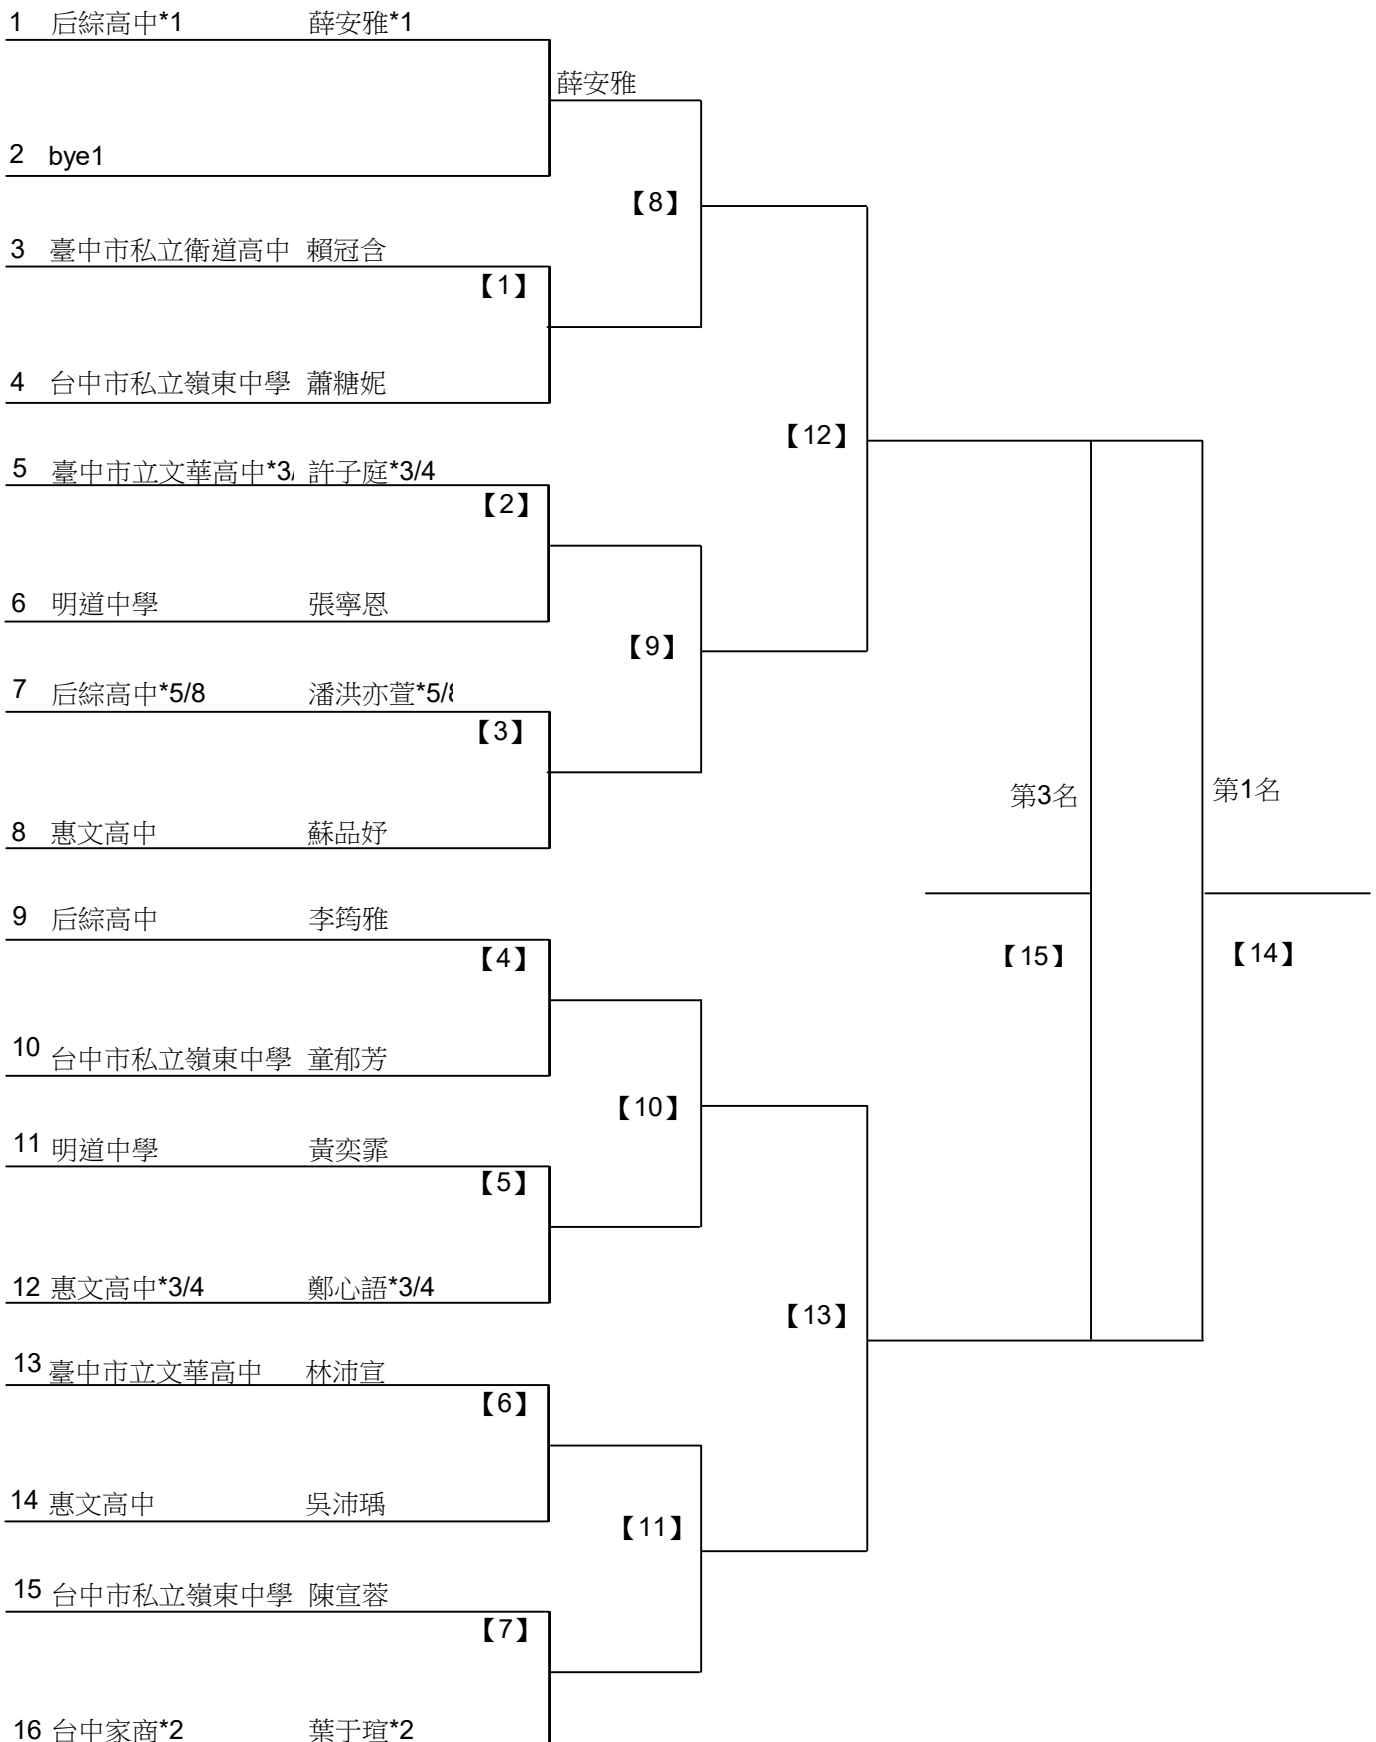 1 后綜高中*1 薛安雅*1
薛安雅
2 bye1
【8】
3 臺中市私立衛道高中 賴冠含
【1】
4 台中市私立嶺東中學 蕭糖妮
【12】
5 臺中市立文華高中*3/ 許子庭*3/4
【2】
6 明道中學 張寧恩
【9】
7 后綜高中*5/8 潘洪亦萱*5/8
【3】
第3名 第1名
8 惠文高中 蘇品妤
9 后綜高中 李筠雅
【4】
【15】 【14】
10 台中市私立嶺東中學 童郁芳
【10】
11 明道中學 黃奕霏
【5】
12 惠文高中*3/4 鄭心語*3/4
【13】
13 臺中市立文華高中 林沛宣
【6】
14 惠文高中 吳沛瑀
【11】
15 台中市私立嶺東中學 陳宣蓉
【7】
16 台中家商*2 葉于瑄*2